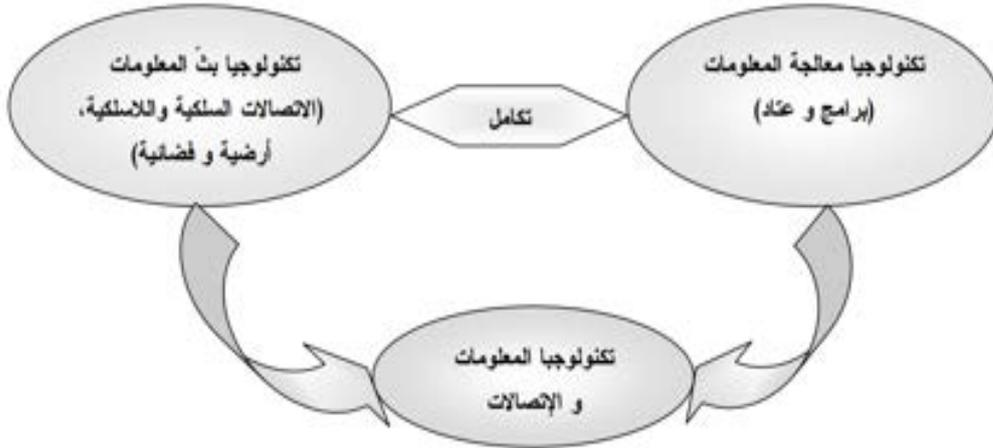 تكنولوجيا معالجة المعلومات
(برامج و عتاد)
تكامل
تكنولوجيا بثّ المعلومات
(الاتصالات السلكية واللاسلكية،
أرضية و فضائية)
تكنولوجيا المعلومات
و الإتصالات